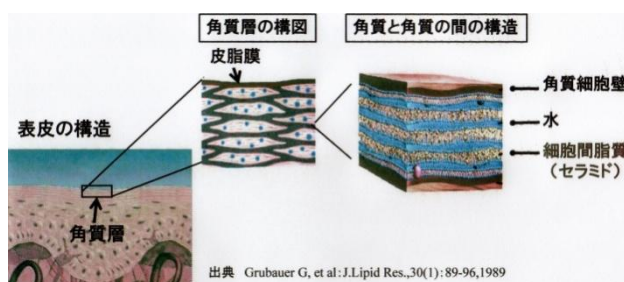 角質層の構図
角質と角質の間の構造
皮脂膜
角質細胞壁
表皮の構造
水
細胞間脂質
(セラミド)
角質層
出典 Grubauer G, et al:J.Lipid Res.,30(1):89-96,1989